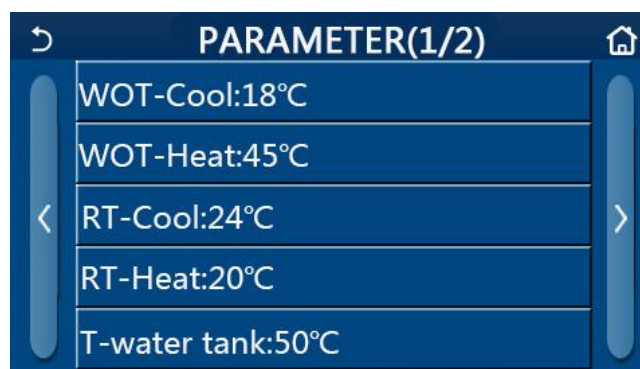 PARAMETER(1/2)
WOT-Cool:18℃
WOT-Heat:45℃
RT-Cool:24℃
RT-Heat:20℃
T-water tank:50℃